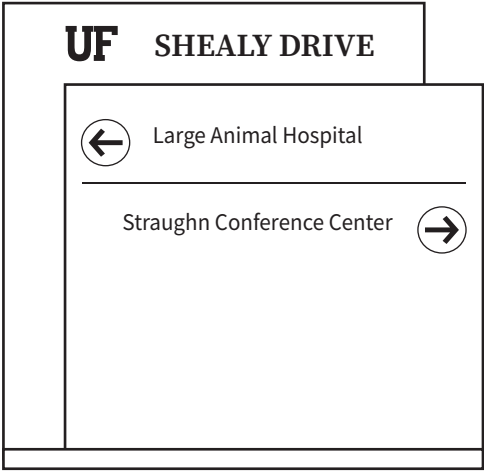 UF SHEALY DRIVE
Large Animal Hospital
Straughn Conference Center